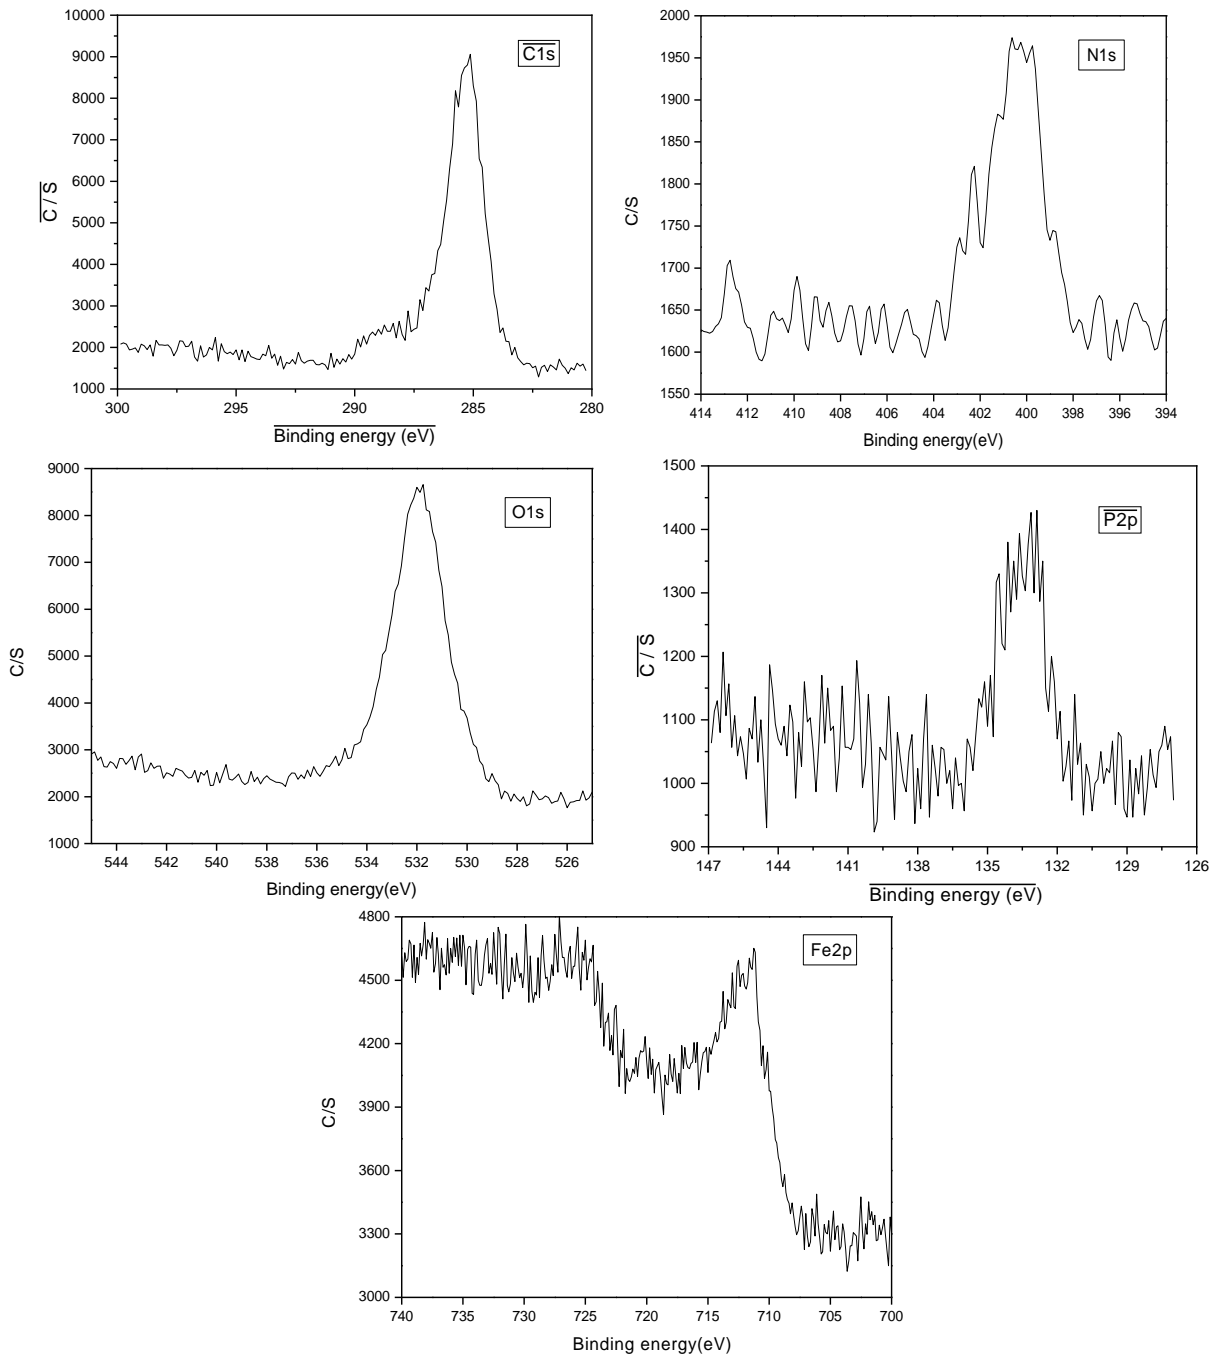 C1s
10000
9000
8000
7000
6000
5000
4000
3000
2000
1000
C / S
300 295 290 285 280
Binding energy (eV)
N1s
2000
1950
1900
1850
1800
1750
1700
1650
1600
1550
C/S
414 412 410 408 406 404 402 400 398 396 394
Binding energy(eV)
O1s
9000
8000
7000
6000
5000
4000
3000
2000
1000
C/S
544 542 540 538 536 534 532 530 528 526
Binding energy(eV)
P2p
1500
1400
1300
1200
1100
1000
900
C / S
147 144 141 138 135 132 129 126
Binding energy (eV)
Fe2p
4800
4500
4200
3900
3600
3300
3000
C/S
740 735 730 725 720 715 710 705 700
Binding energy(eV)